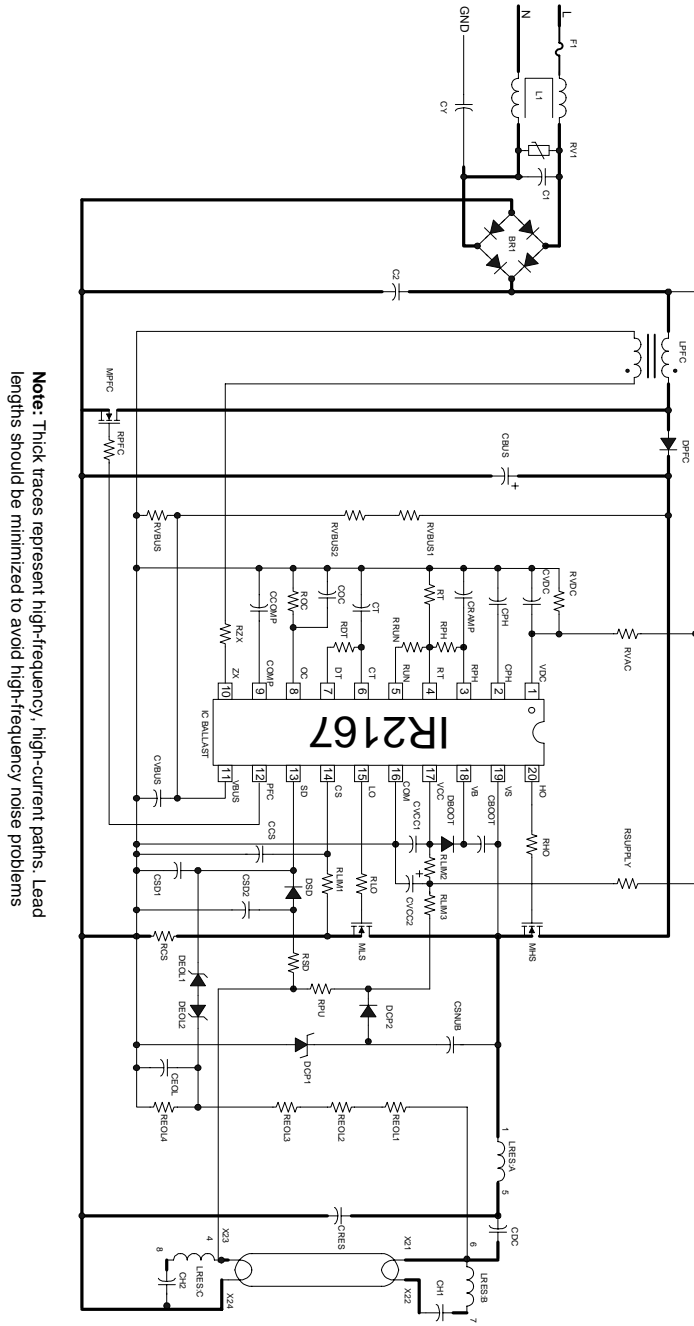 L
N
GND
F1
L1
CY
RV1
C1
BR1
C2
LPFC
MPFC
RPFC
DPFC
CBUS
+
RVBUS
RVBUS2
RVBUS1
CCOMP
ROC
COC
CT
RDT
RRUN
RT
RPH
CRAMP
CPH
CVDC
RVDC
RVAC
RZX
ZX
COMP
OC
DT
CT
RUN
RT
RPH
CPH
VDC
10
9
8
7
6
5
4
3
2
1
IC BALLAST
IR2167
11
12
13
14
15
16
17
18
19
20
VBUS
PFC
SD
CS
LO
COM
VCC
VB
VS
HO
CVBUS
CCS
CSD1
CSD2
DSD
RLIM1
RLO
CVCC1
DBOOT
CBOOT
RLIM2
+
CVCC2
RLIM3
RHO
RSUPPLY
RCS
MLS
MHS
RSD
DEOL1
DEOL2
RPU
DCP2
DCP1
CSNUB
CEOL
REOL4
REOL3
REOL2
REOL1
1
LRES:A
5
CDC
CRES
X23
4
X21
6
8
LRES:C
CH2
X24
X22
CH1
LRES:B
7
Note: Thick traces represent high-frequency, high-current paths. Lead
lengths should be minimized to avoid high-frequency noise problems